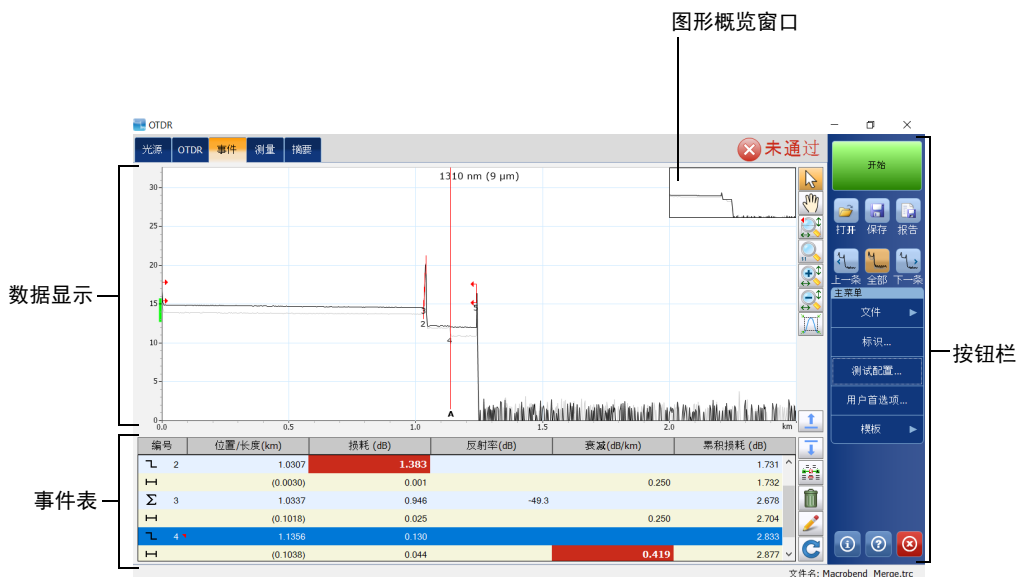 图形概览窗口
OTDR
光源 OTDR 事件 测量 摘要
未通过
开始
1310 nm (9 µm)
30
25
20
15
10
5
0
0.0 0.5 1.0 1.5 2.0 km
3
2
4
5
A
数据显示
打开 保存 报告
上一条 全部 下一条
主菜单
文件
标识...
测试配置...
用户首选项...
模板
按钮栏
事件表
编号 位置/长度(km) 损耗 (dB) 反射率(dB) 衰减(dB/km) 累积损耗 (dB)
2 1.0307 1.383 1.731
(0.0030) 0.001 0.250 1.732
Σ 3 1.0337 0.946 -49.3 2.678
(0.1018) 0.025 0.250 2.704
4 * 1.1356 0.130 2.833
(0.1038) 0.044 0.419 2.877
文件名: Macrobend_Merge.trc